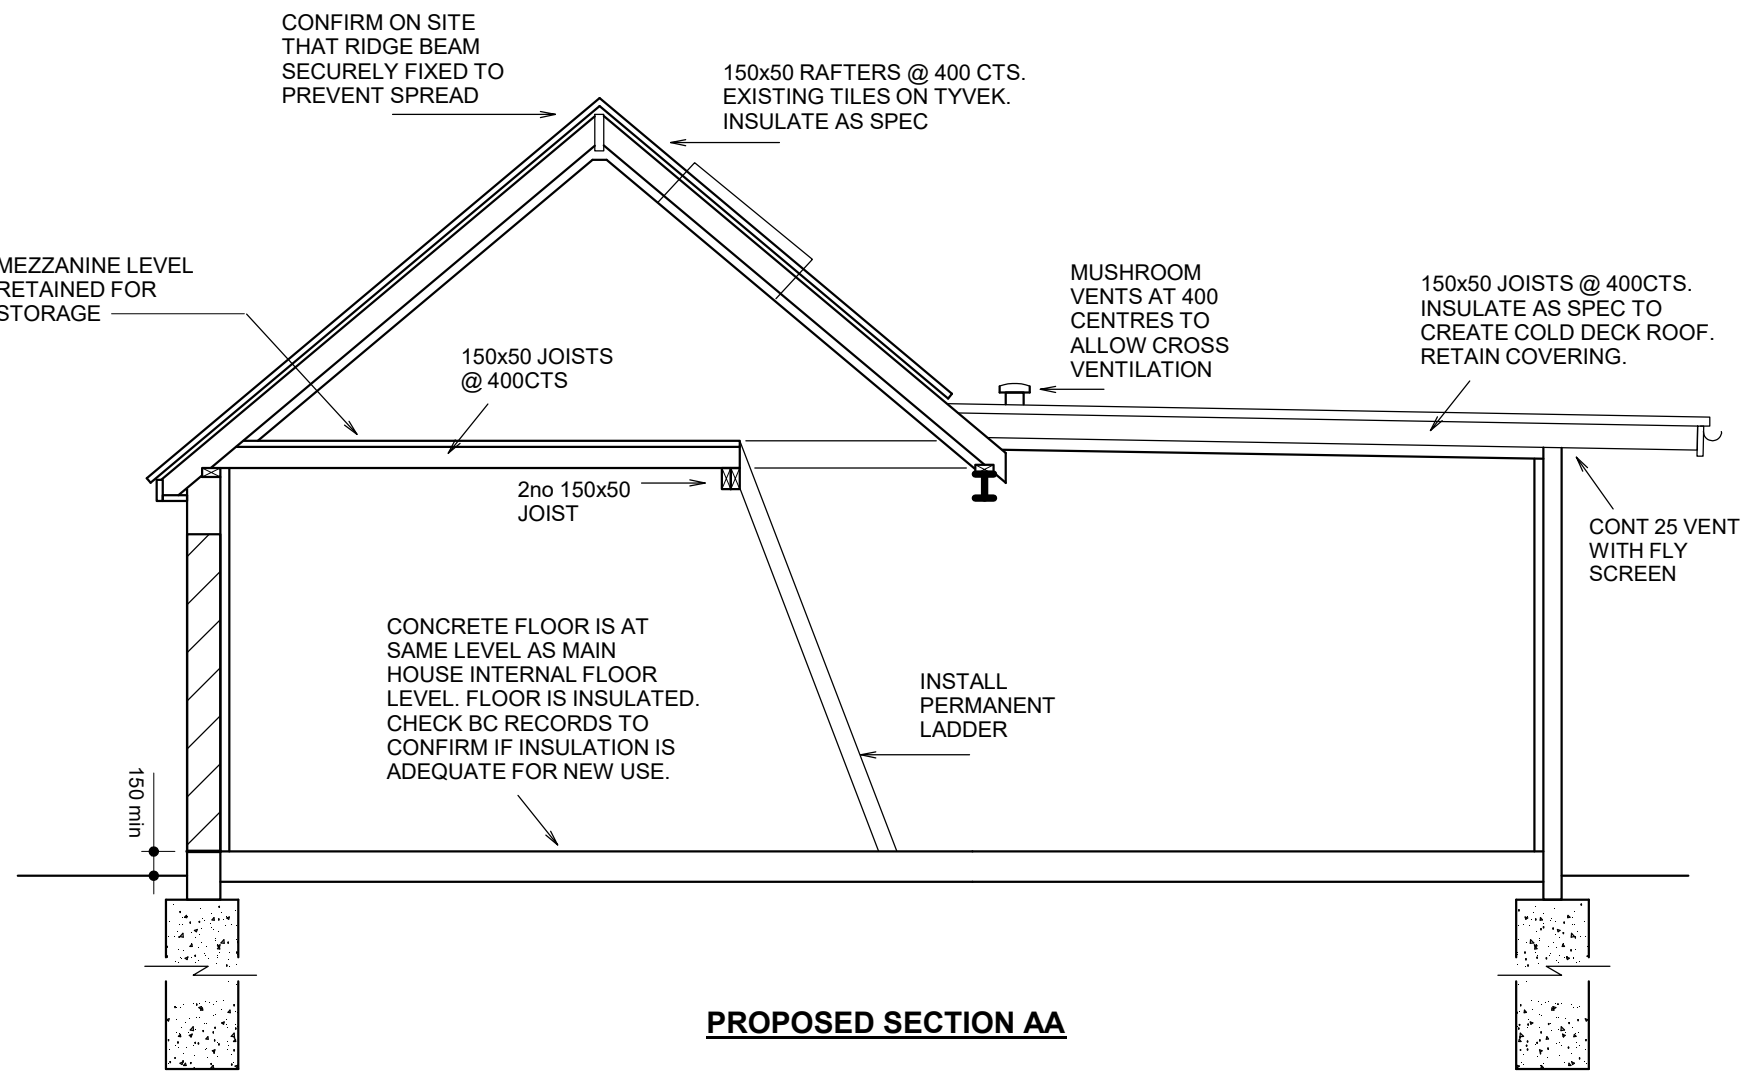 CONFIRM ON SITE
THAT RIDGE BEAM
SECURELY FIXED TO
PREVENT SPREAD
150x50 RAFTERS @ 400 CTS.
EXISTING TILES ON TYVEK.
INSULATE AS SPEC
MEZZANINE LEVEL
RETAINED FOR
STORAGE
150x50 JOISTS
@ 400CTS
MUSHROOM
VENTS AT 400
CENTRES TO
ALLOW CROSS
VENTILATION
150x50 JOISTS @ 400CTS.
INSULATE AS SPEC TO
CREATE COLD DECK ROOF.
RETAIN COVERING.
2no 150x50
JOIST
CONT 25 VENT
WITH FLY
SCREEN
CONCRETE FLOOR IS AT
SAME LEVEL AS MAIN
HOUSE INTERNAL FLOOR
LEVEL. FLOOR IS INSULATED.
CHECK BC RECORDS TO
CONFIRM IF INSULATION IS
ADEQUATE FOR NEW USE.
INSTALL
PERMANENT
LADDER
150 min
PROPOSED SECTION AA